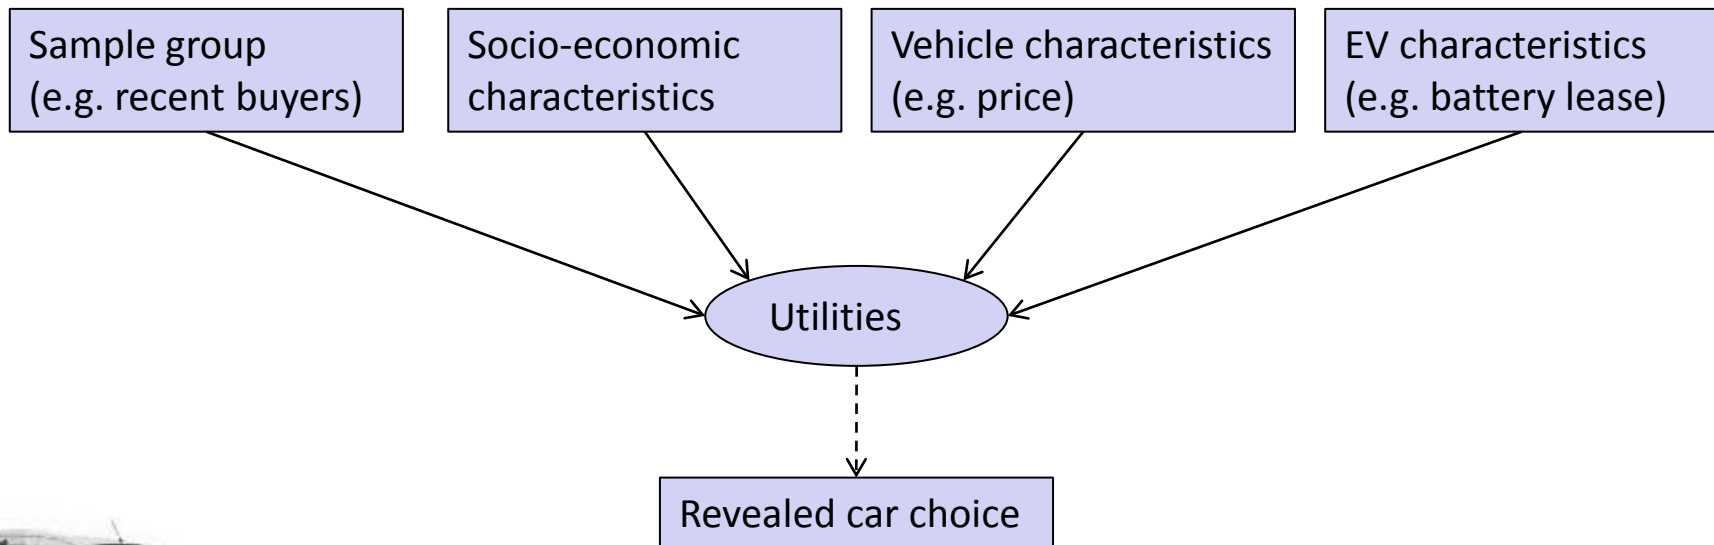 Sample group
(e.g. recent buyers)
Socio-economic
characteristics
Vehicle characteristics
(e.g. price)
EV characteristics
(e.g. battery lease)
Utilities
Revealed car choice